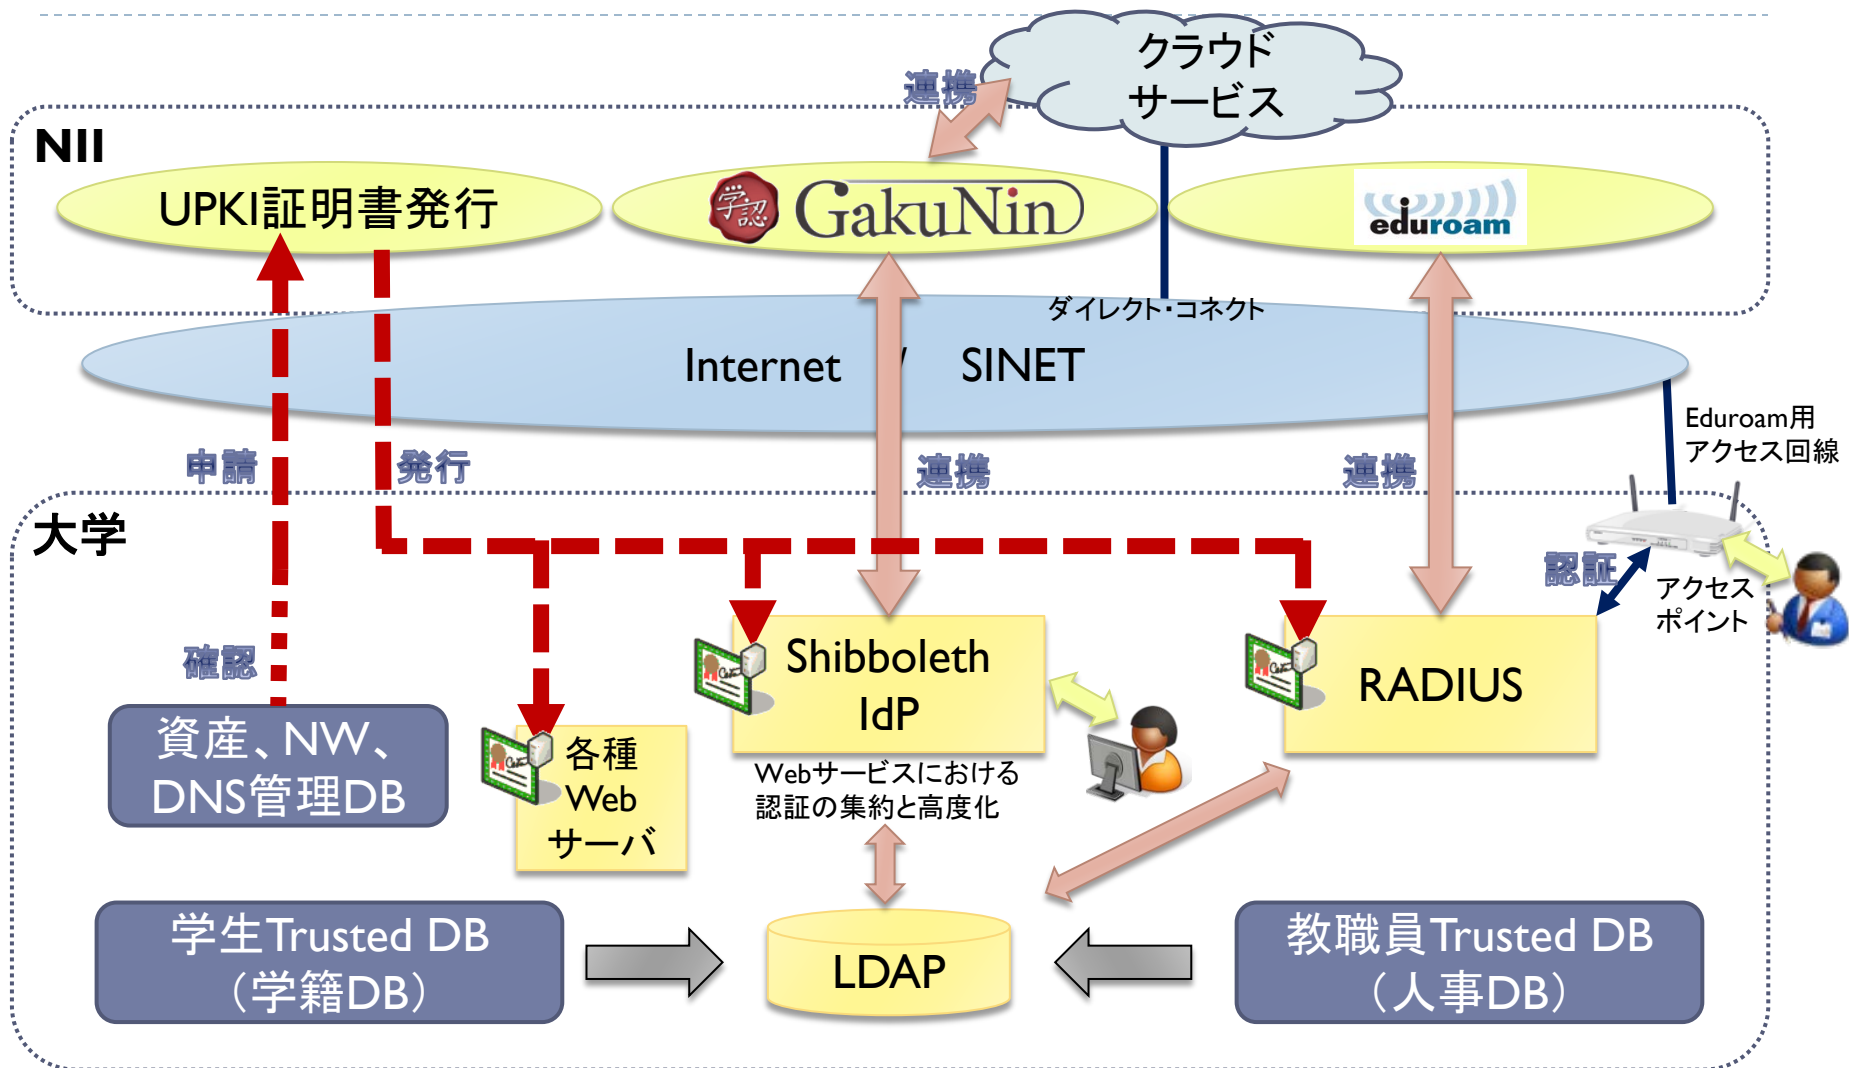 クラウド
サービス
連携
NII
UPKI証明書発行
学認
GakuNin
eduroam
ダイレクト・コネクト
Internet / SINET
Eduroam用
アクセス回線
申請
発行
連携
連携
大学
認証
アクセス
ポイント
確認
Shibboleth
IdP
RADIUS
資産、NW、
DNS管理DB
各種
Web
サーバ
Webサービスにおける
認証の集約と高度化
学生Trusted DB
（学籍DB）
LDAP
教職員Trusted DB
（人事DB）